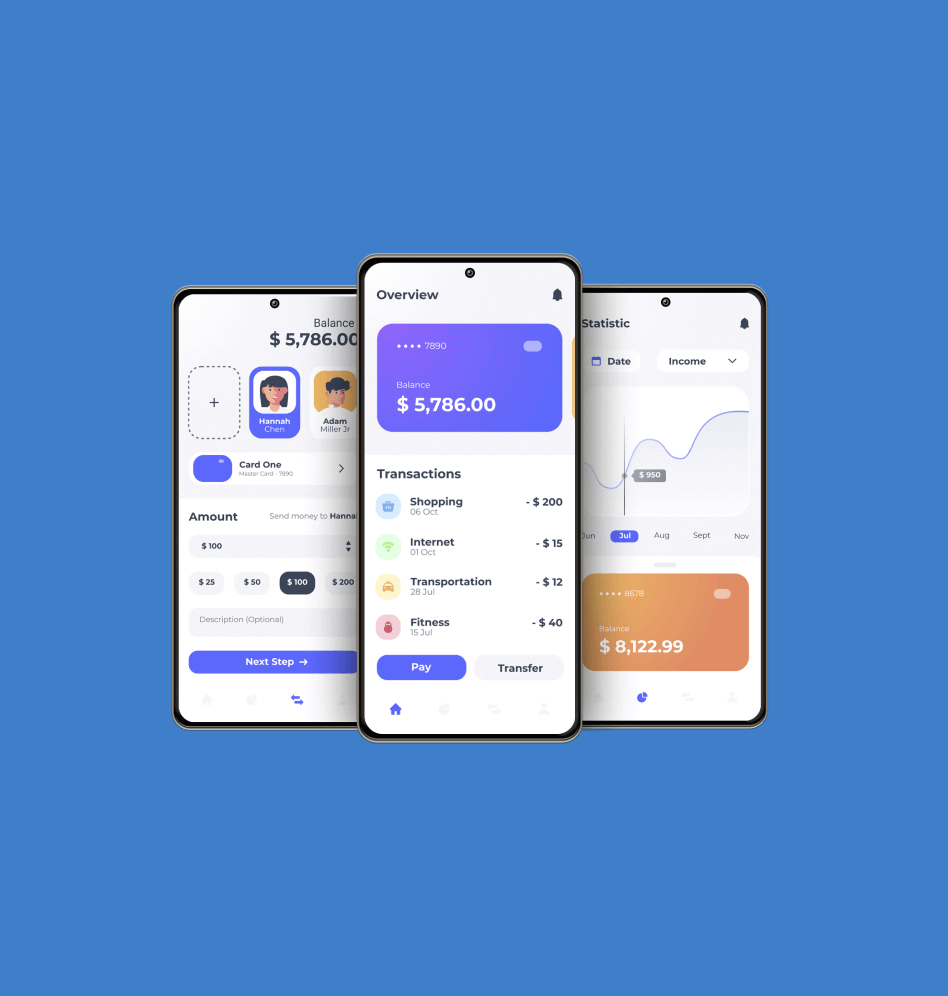 Balance
$ 5,786.00
+
Hannah
Chen
Adam
Miller Jr
Card One
Master Card - 7890
Amount
Send money to Hanna
$ 100
$ 25
$ 50
$ 100
$ 200
Description (Optional)
Next Step →
Overview
•••• 7890
Balance
$ 5,786.00
Transactions
Shopping
- $ 200
06 Oct
Internet
- $ 15
01 Oct
Transportation
- $ 12
28 Jul
Fitness
- $ 40
15 Jul
Pay
Transfer
Statistic
Date
Income
$ 950
Jun
Jul
Aug
Sept
Nov
•••• 8678
Balance
$ 8,122.99